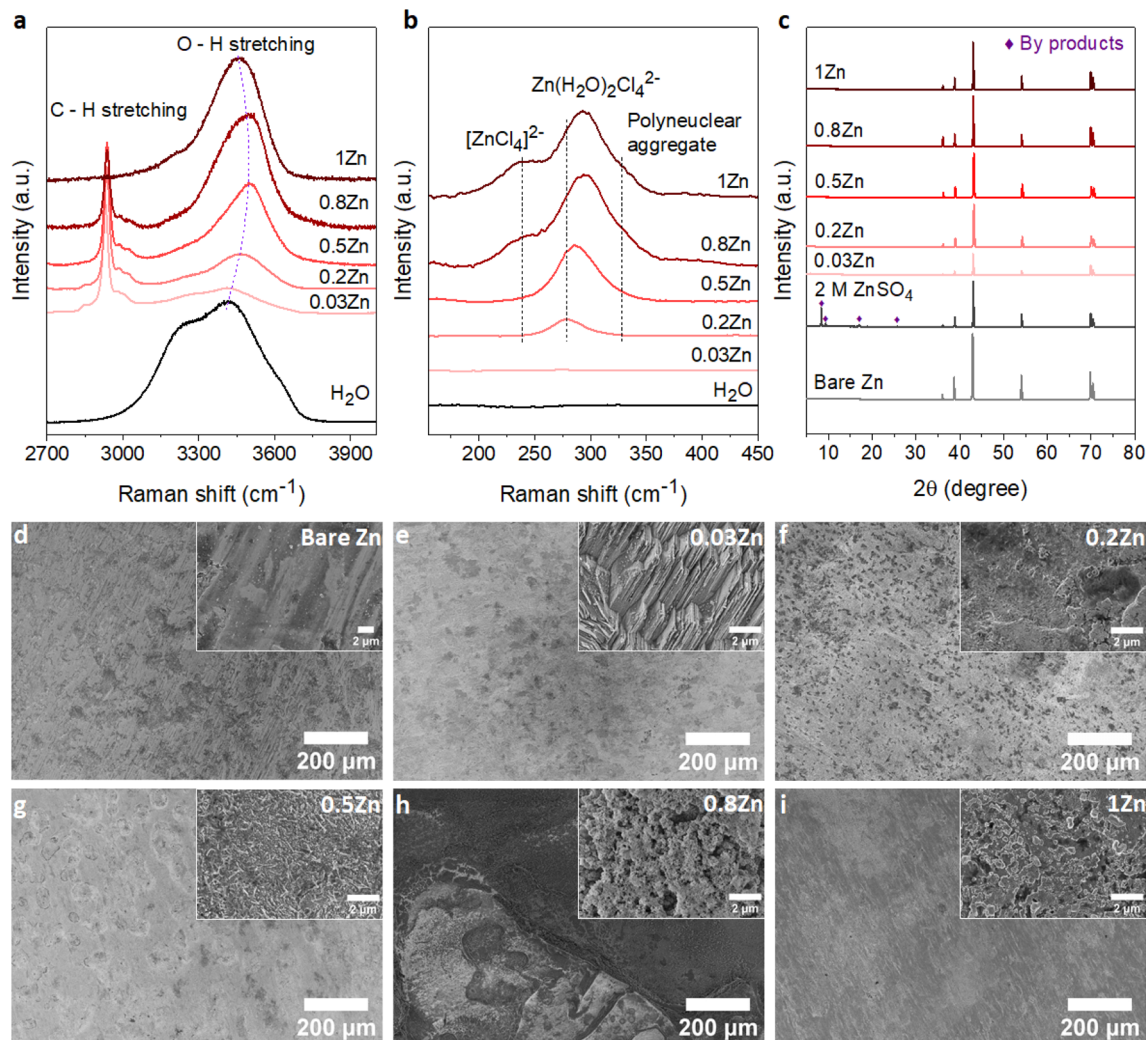 a
O - H stretching
C - H stretching
1Zn
0.8Zn
0.5Zn
0.2Zn
0.03Zn
H₂O
Intensity (a.u.)
2700 3000 3300 3600 3900
Raman shift (cm⁻¹)
b
Zn(H₂O)₂Cl₄²⁻
[ZnCl₄]²⁻
Polyneuclear
aggregate
1Zn
0.8Zn
0.5Zn
0.2Zn
0.03Zn
H₂O
Intensity (a.u.)
200 250 300 350 400 450
Raman shift (cm⁻¹)
c
♦ By products
1Zn
0.8Zn
0.5Zn
0.2Zn
0.03Zn
2 M ZnSO₄
Bare Zn
Intensity (a.u.)
10 20 30 40 50 60 70 80
2θ (degree)
d
Bare Zn
2 µm
200 µm
e
0.03Zn
2 µm
200 µm
f
0.2Zn
2 µm
200 µm
g
0.5Zn
2 µm
200 µm
h
0.8Zn
2 µm
200 µm
i
1Zn
2 µm
200 µm